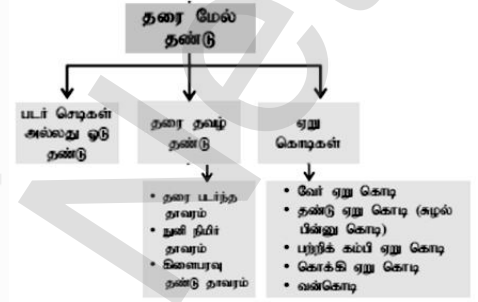 தரை மேல்
தண்டு
படர் செடிகள்
அல்லது ஓடு
தண்டு
தரை தவழ்
தண்டு
ஏறு
கொடிகள்
• தரை படர்ந்த
தாவரம்
• நுனி நிமிர்
தாவரம்
• கிளைபரவு
தண்டு தாவரம்
• வேர் ஏறு கொடி
• தண்டு ஏறு கொடி (சுழல்
பின்னு கொடி)
• பற்றிக் கம்பி ஏறு கொடி
• கொக்கி ஏறு கொடி
• வன்கொடி